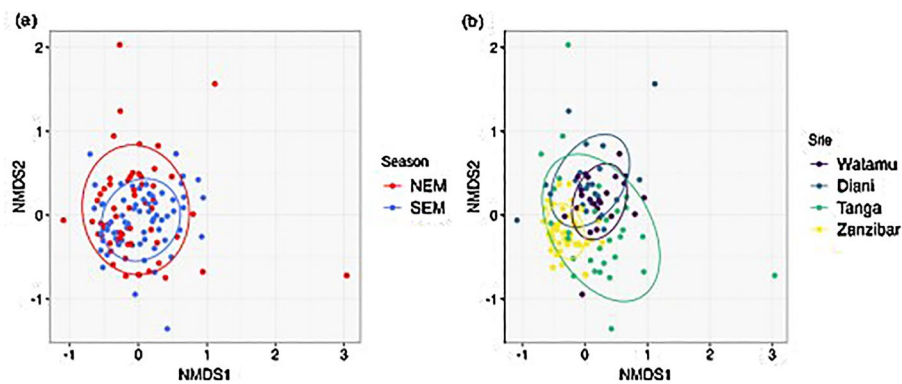 (a)
2
1
0
-1
-1 0 1 2 3
NMDS1
NMDS2
Season
NEM
SEM
(b)
2
1
0
-1
-1 0 1 2 3
NMDS1
NMDS2
Site
Watamu
Diani
Tanga
Zanzibar